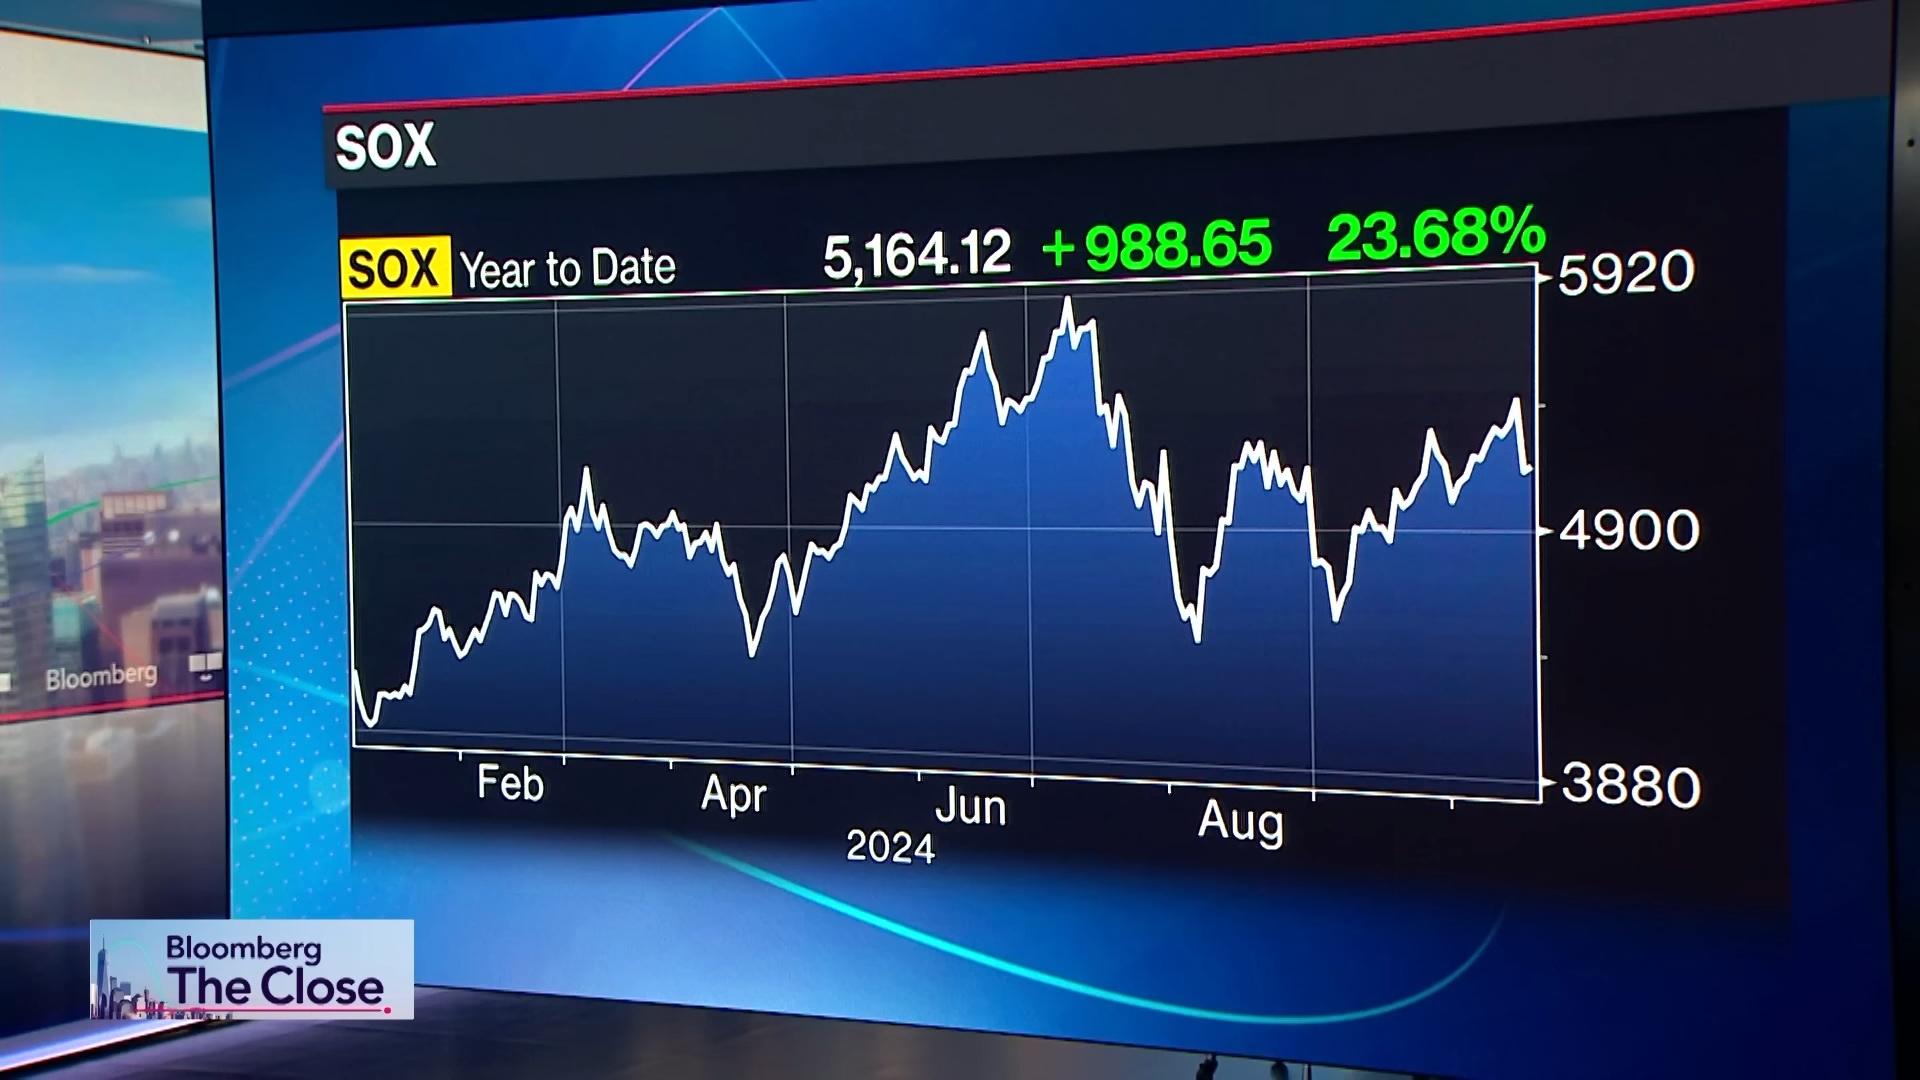 SOX
SOX Year to Date 5,164.12 +988.65 23.68%
5920
4900
3880
Feb Apr Jun Aug
2024
Bloomberg
Bloomberg
The Close